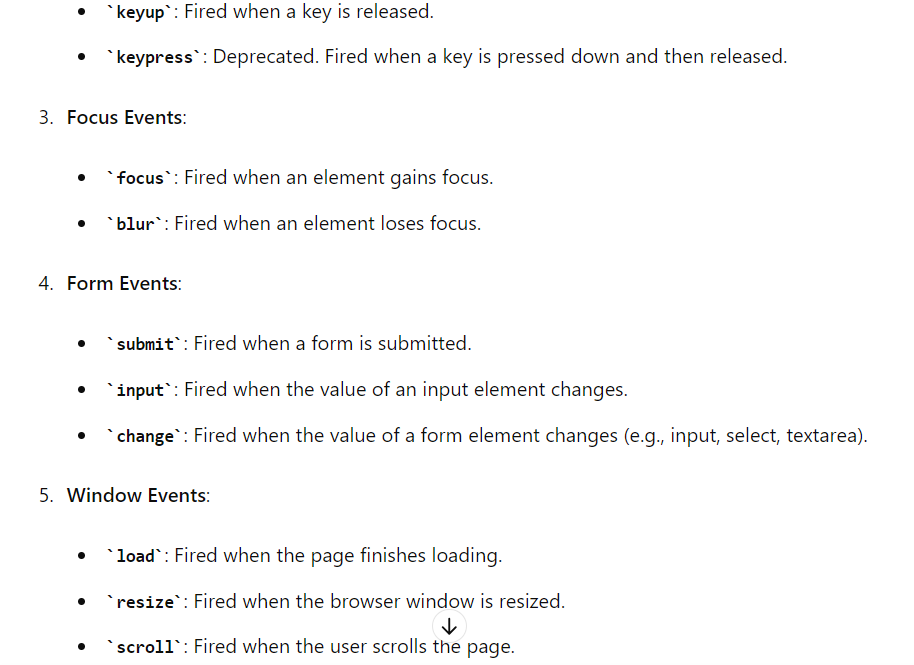 • `keyup`: Fired when a key is released.
• `keypress`: Deprecated. Fired when a key is pressed down and then released.
3. Focus Events:
• `focus`: Fired when an element gains focus.
• `blur`: Fired when an element loses focus.
4. Form Events:
• `submit`: Fired when a form is submitted.
• `input`: Fired when the value of an input element changes.
• `change`: Fired when the value of a form element changes (e.g., input, select, textarea).
5. Window Events:
• `load`: Fired when the page finishes loading.
• `resize`: Fired when the browser window is resized.
• `scroll`: Fired when the user scrolls the page.